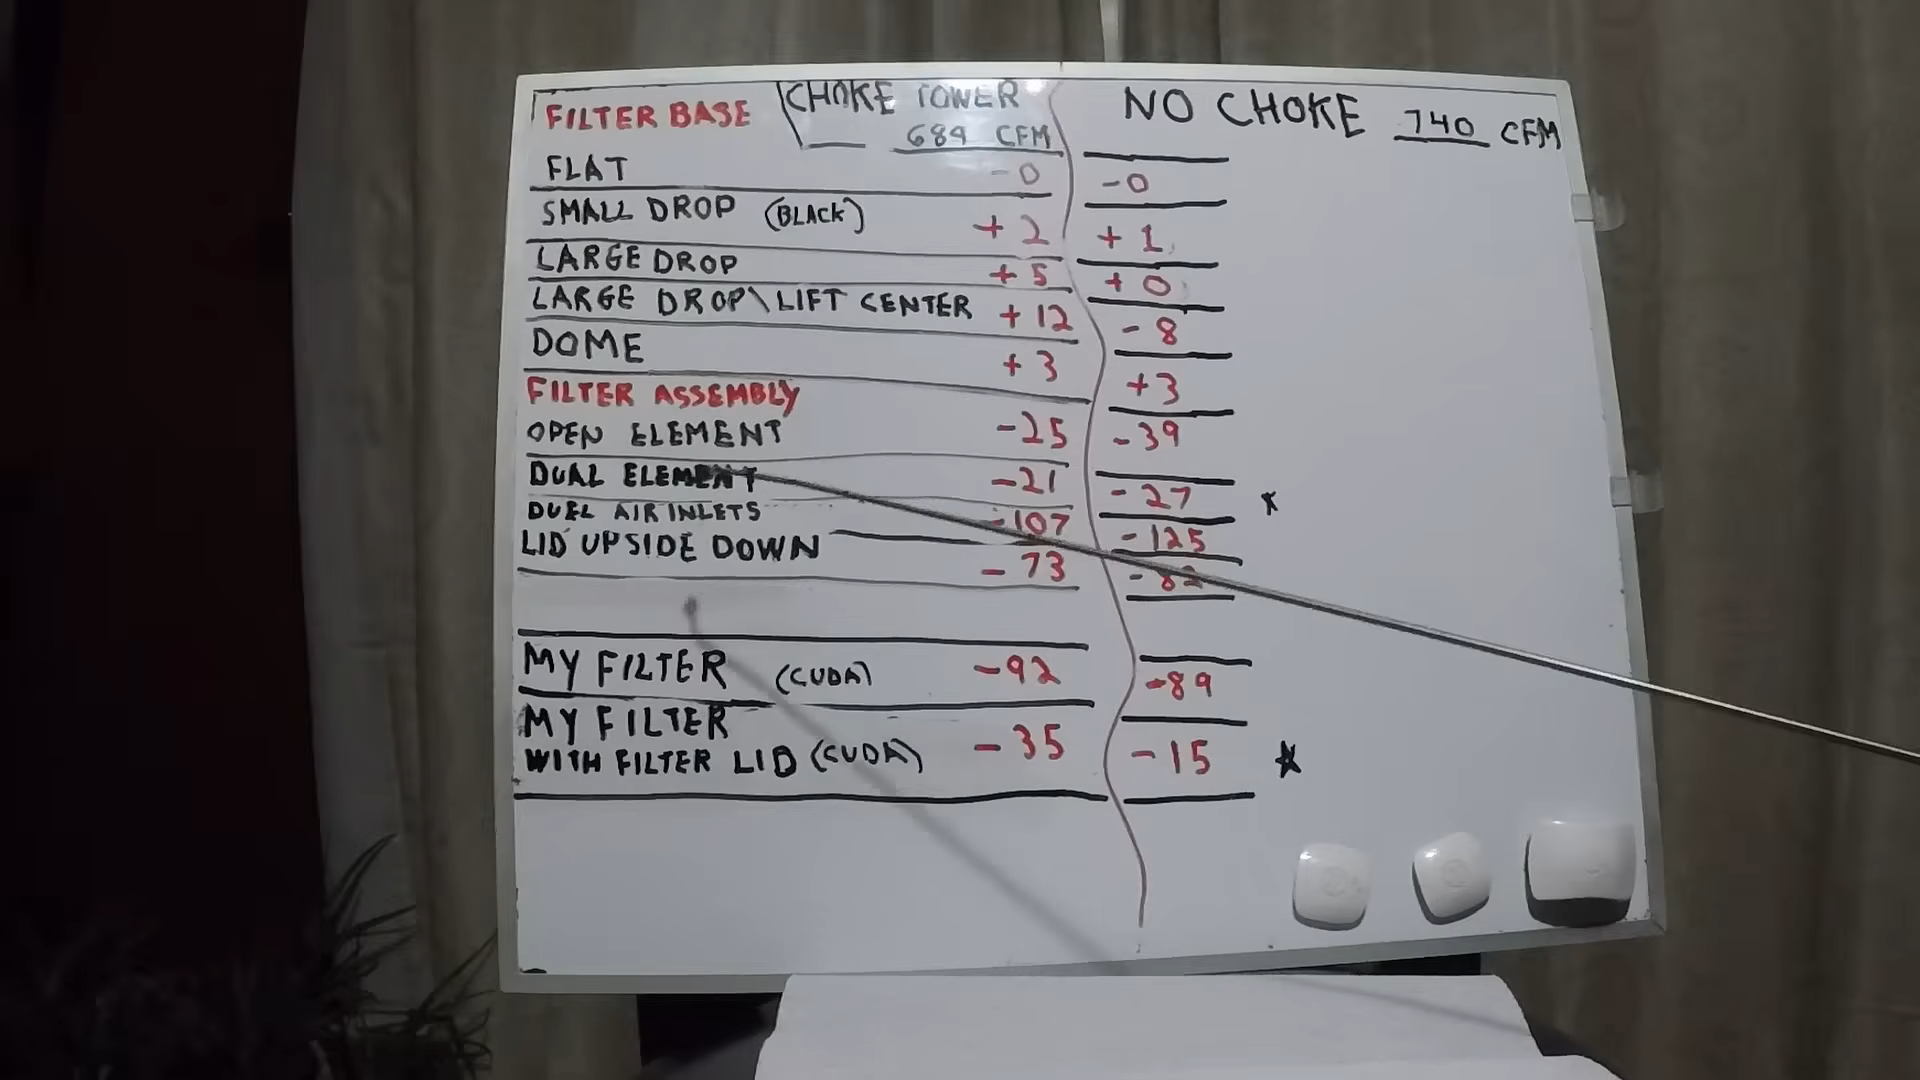 FILTER BASE CHOKE TOWER NO CHOKE 740 CFM
684 CFM
FLAT -0 -0
SMALL DROP (BLACK) +2 +1
LARGE DROP +5 +0
LARGE DROP\LIFT CENTER +12 -8
DOME +3 +3
FILTER ASSEMBLY
OPEN ELEMENT -25 -39
DUAL ELEMENT -21 -27
DUEL AIR INLETS -107 -125
LID UPSIDE DOWN -73
MY FILTER (CUDA) -92 -89
MY FILTER
WITH FILTER LID (CUDA) -35 -15